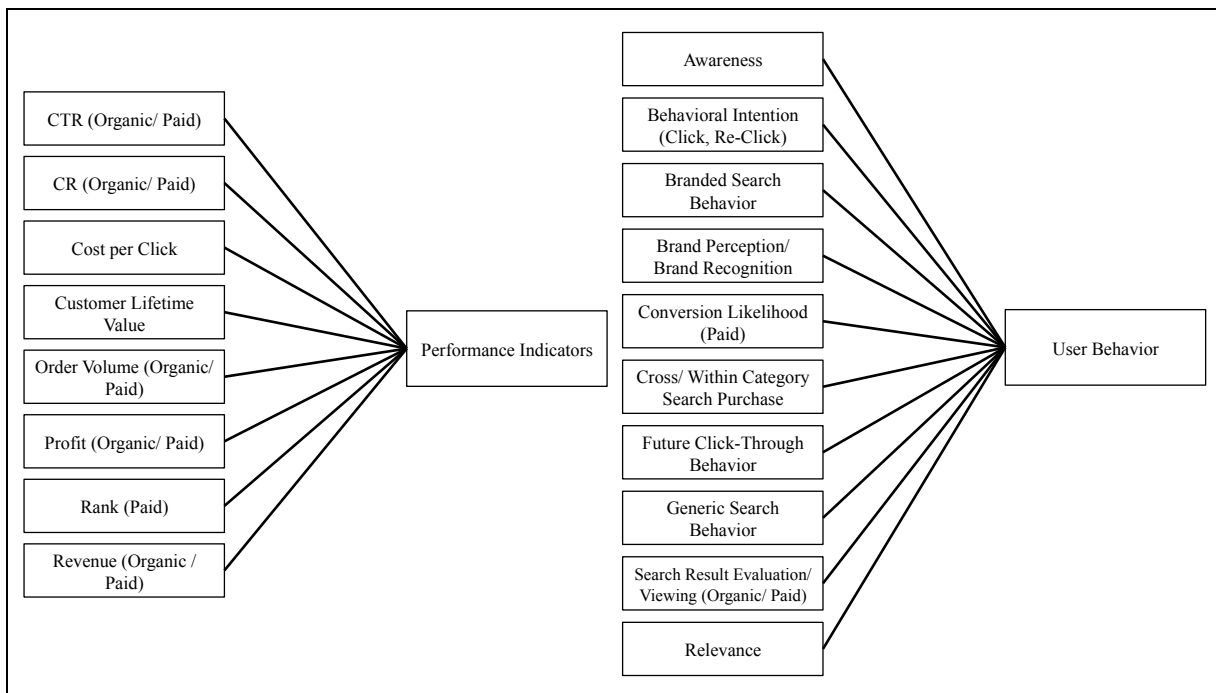 CTR (Organic/ Paid)
CR (Organic/ Paid)
Cost per Click
Customer Lifetime
Value
Order Volume (Organic/
Paid)
Profit (Organic/ Paid)
Rank (Paid)
Revenue (Organic /
Paid)
Performance Indicators
Awareness
Behavioral Intention
(Click, Re-Click)
Branded Search
Behavior
Brand Perception/
Brand Recognition
Conversion Likelihood
(Paid)
Cross/ Within Category
Search Purchase
Future Click-Through
Behavior
Generic Search
Behavior
Search Result Evaluation/
Viewing (Organic/ Paid)
Relevance
User Behavior